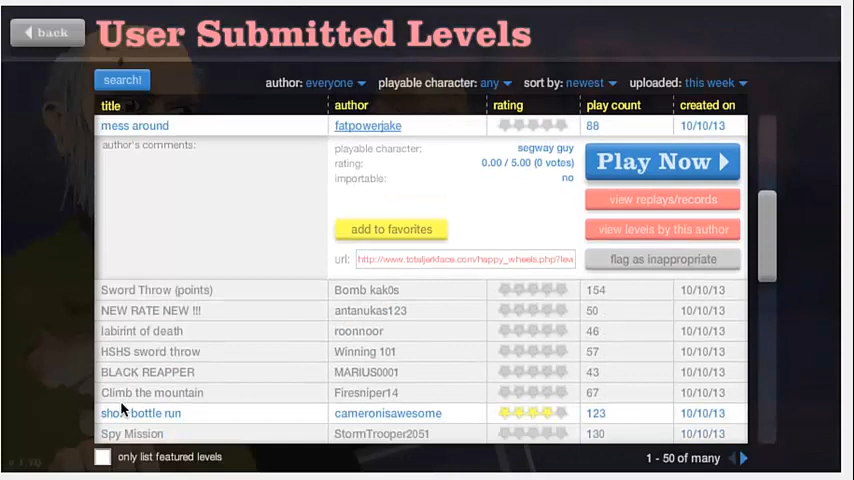 back
User Submitted Levels
search!
author: everyone playable character: any sort by: newest uploaded: this week
title author rating play count created on
mess around fatpowerjake 88 10/10/13
author's comments:
playable character: segway guy
rating: 0.00 / 5.00 (0 votes)
importable: no
Play Now
view replays/records
add to favorites
view levels by this author
url: http://www.totaljerkface.com/happy_wheels.php?lev
flag as inappropriate
Sword Throw (points) Bomb kak0s 154 10/10/13
NEW RATE NEW !!! antanukas123 50 10/10/13
labirint of death roonnoor 46 10/10/13
HSHS sword throw Winning 101 57 10/10/13
BLACK REAPPER MARIUS0001 43 10/10/13
Climb the mountain Firesniper14 67 10/10/13
bottle run cameronisawesome 123 10/10/13
Spy Mission StormTrooper2051 130 10/10/13
only list featured levels
1 - 50 of many